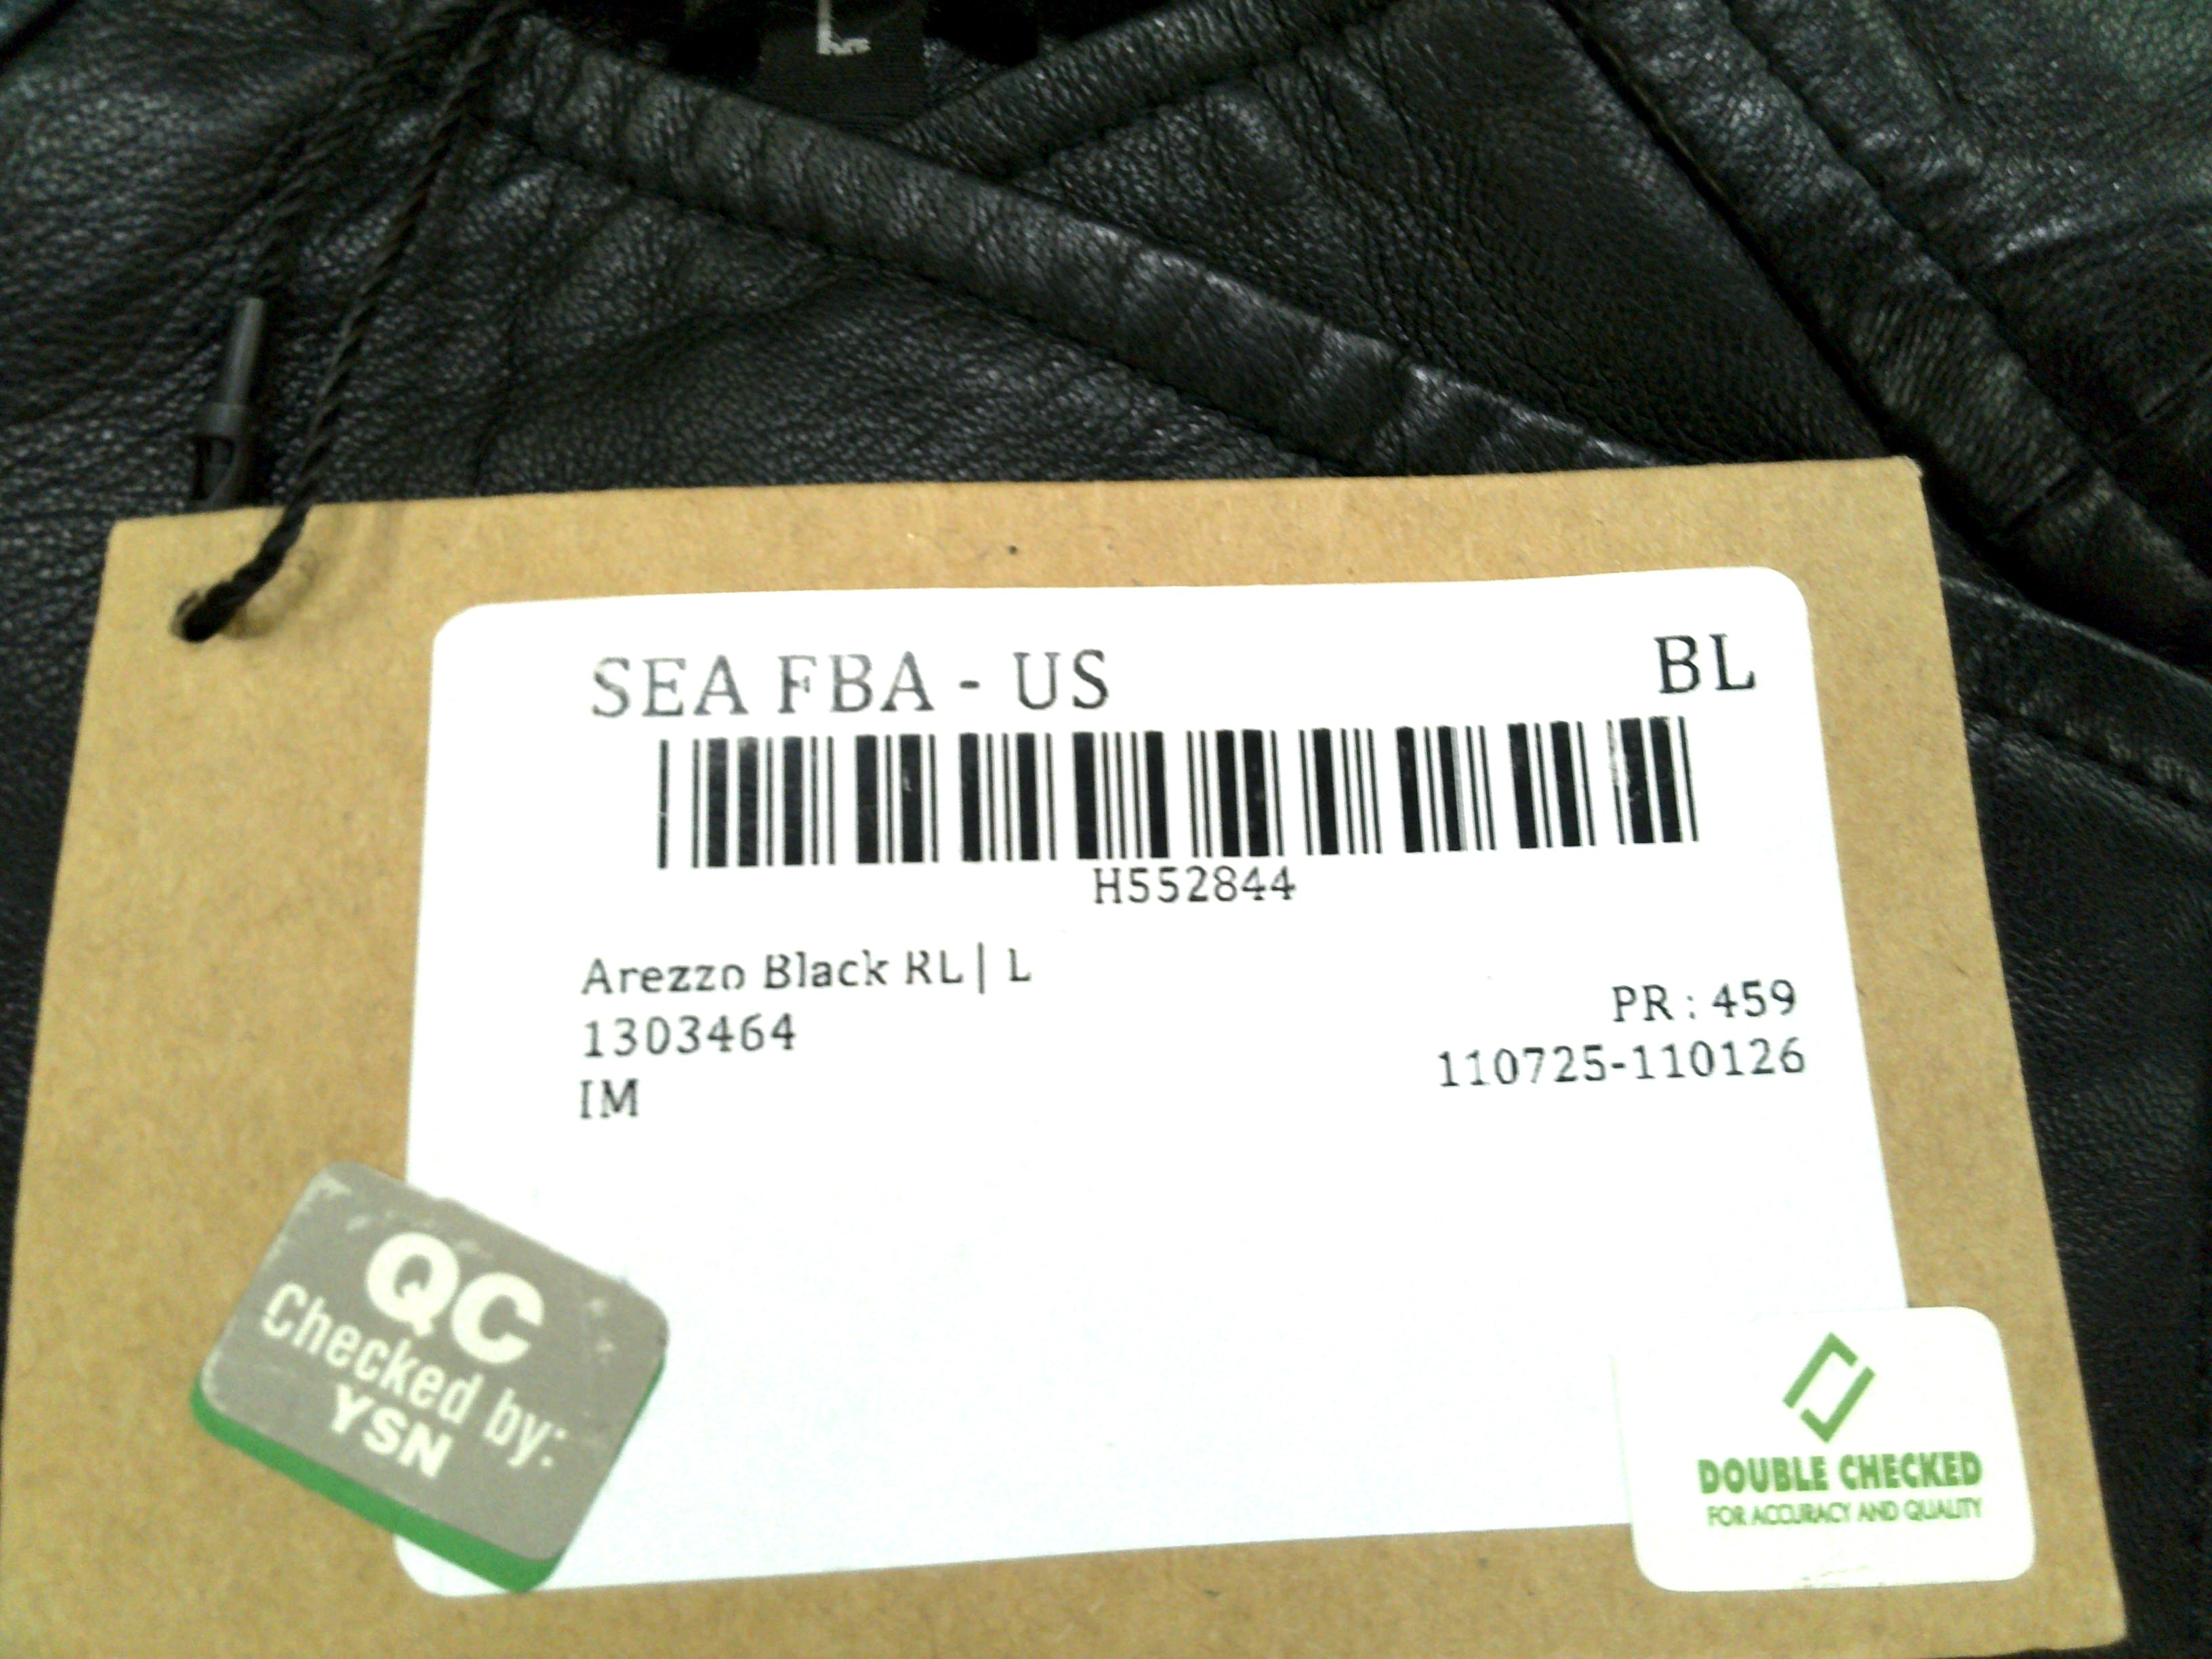 L
SEA FBA - US
BL
H552844
Arezzo Black RL| L
1303464
PR : 459
IM
110725-110126
QC
Checked by:
YSN
DOUBLE CHECKED
FOR ACCURACY AND QUALITY